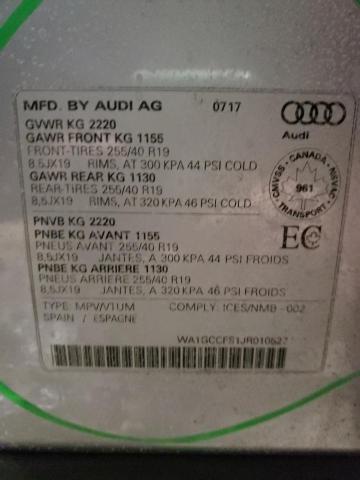 MFD. BY AUDI AG 07/17
GVWR KG 2220
GAWR FRONT KG 1155
FRONT-TIRES 255/40 R19
8,5JX19 RIMS, AT 300 KPA 44 PSI COLD
GAWR REAR KG 1130
REAR-TIRES 255/40 R19
8,5JX19 RIMS, AT 320 KPA 46 PSI COLD
Audi
CMVSS - CANADA - NSVAC
961
TRANSPORT
PNVB KG 2220
PNBE KG AVANT 1155
PNEUS AVANT 255/40 R19
8,5JX19 JANTES, A 300 KPA 44 PSI FROIDS
PNBE KG ARRIERE 1130
PNEUS ARRIERE 255/40 R19
8,5JX19 JANTES, A 320 KPA 46 PSI FROIDS
EC
TYPE: MPV/VTUM COMPLY: ICES/NMB - 002
SPAIN / ESPAGNE